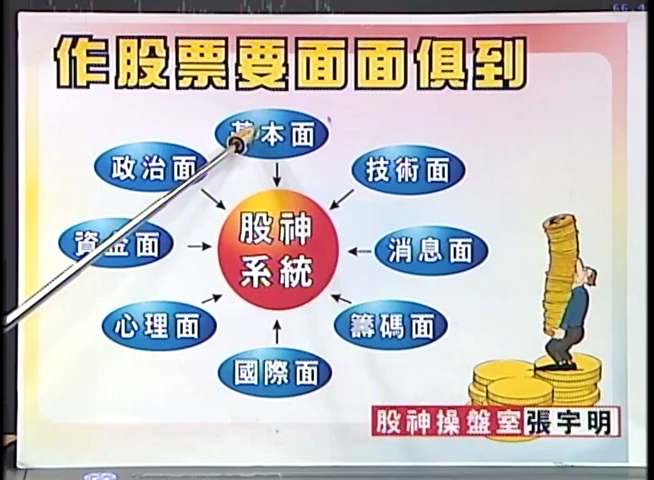 作股票要面面俱到
基本面
政治面
技術面
資金面
股神
系統
消息面
心理面
籌碼面
國際面
股神操盤室張宇明